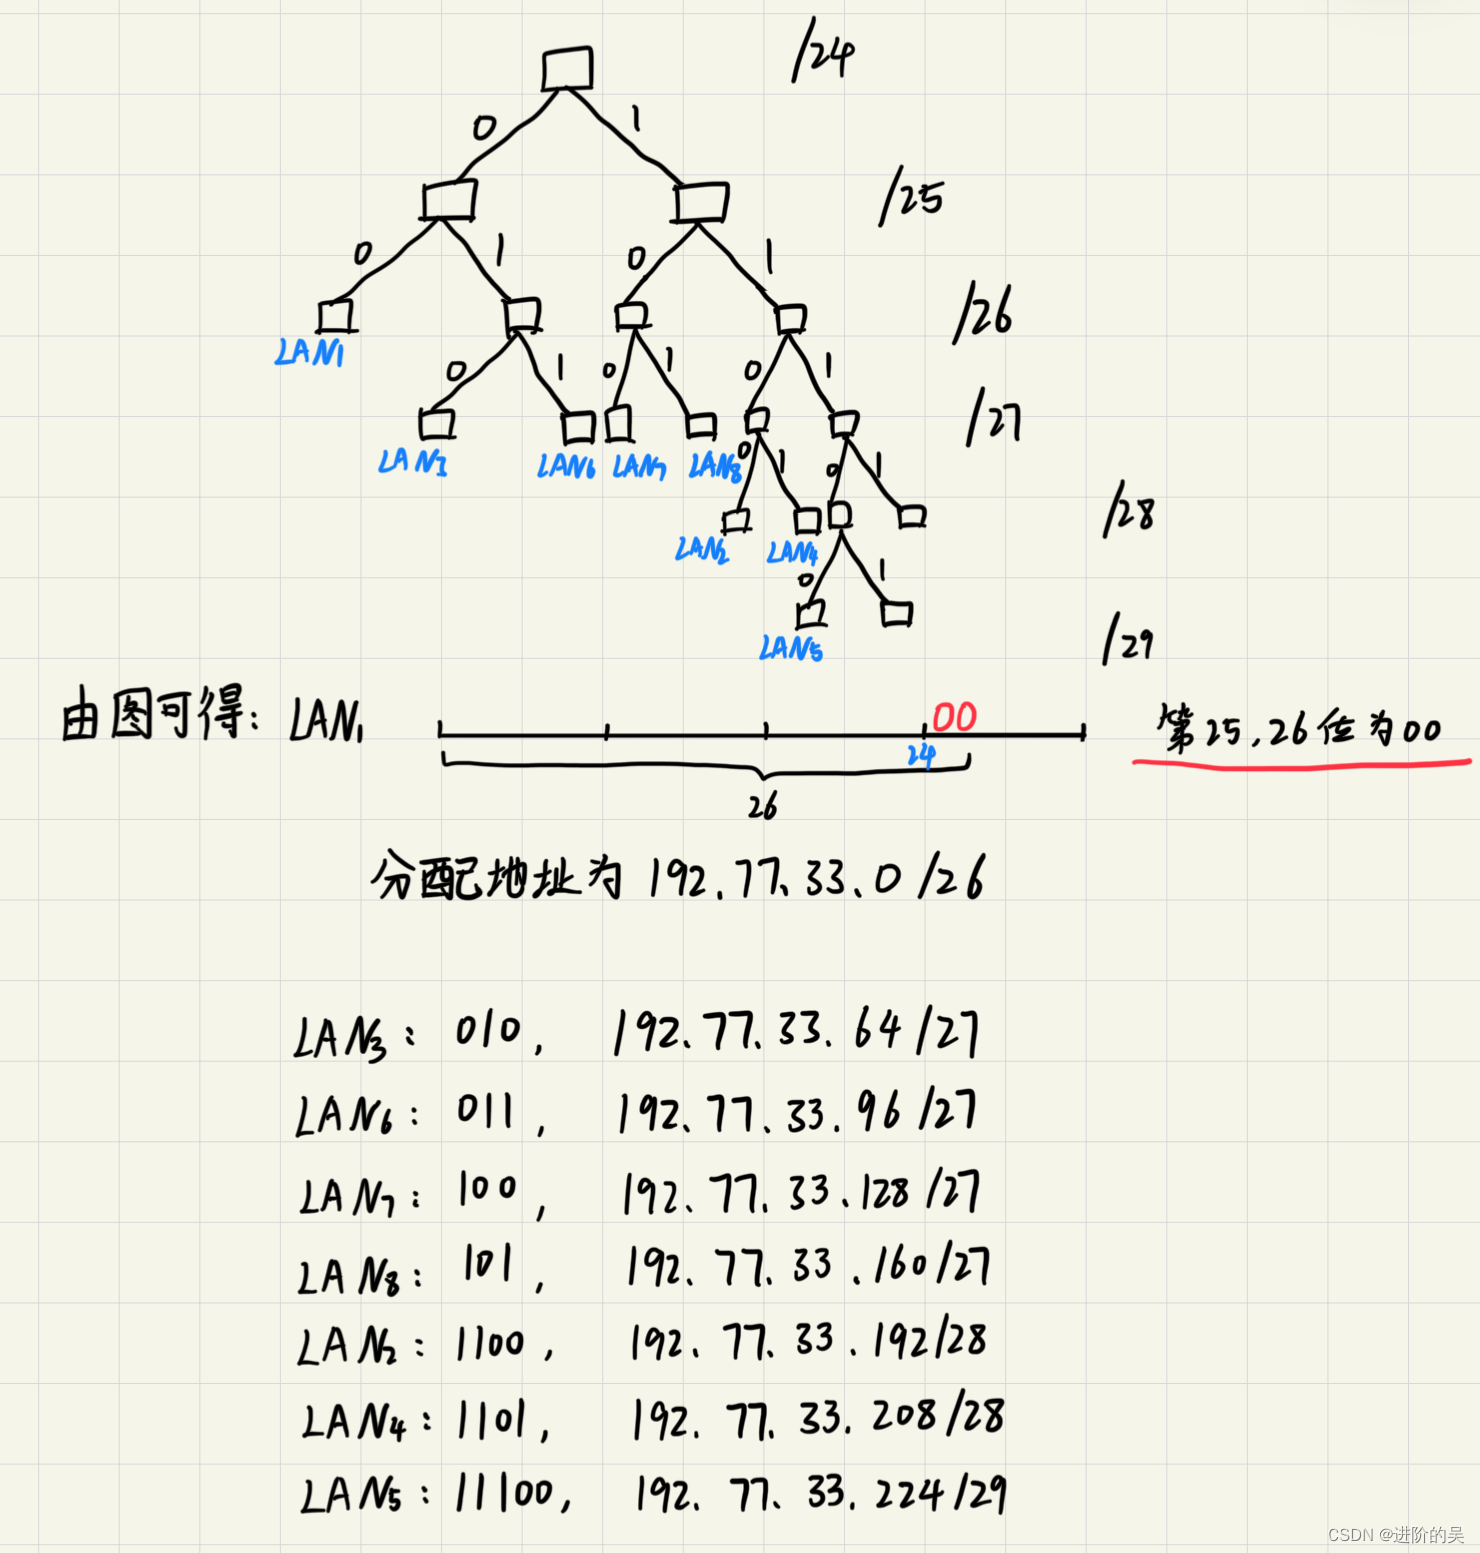 /24
0 1
/25
0 1 0 1
/26
LAN1
0 1 0 1 0 1
/27
LAN3 LAN6 LAN7 LAN8 0 1 0 1
/28
LAN2 LAN4
0 1
LAN5
/29
由图可得: LAN1 00 第25,26位为00
24
26
分配地址为 192.77.33.0/26
LAN3: 010, 192.77.33.64/27
LAN6: 011, 192.77.33.96/27
LAN7: 100, 192.77.33.128/27
LAN8: 101, 192.77.33.160/27
LAN2: 1100, 192.77.33.192/28
LAN4: 1101, 192.77.33.208/28
LAN5: 11100, 192.77.33.224/29
CSDN @进阶的吴